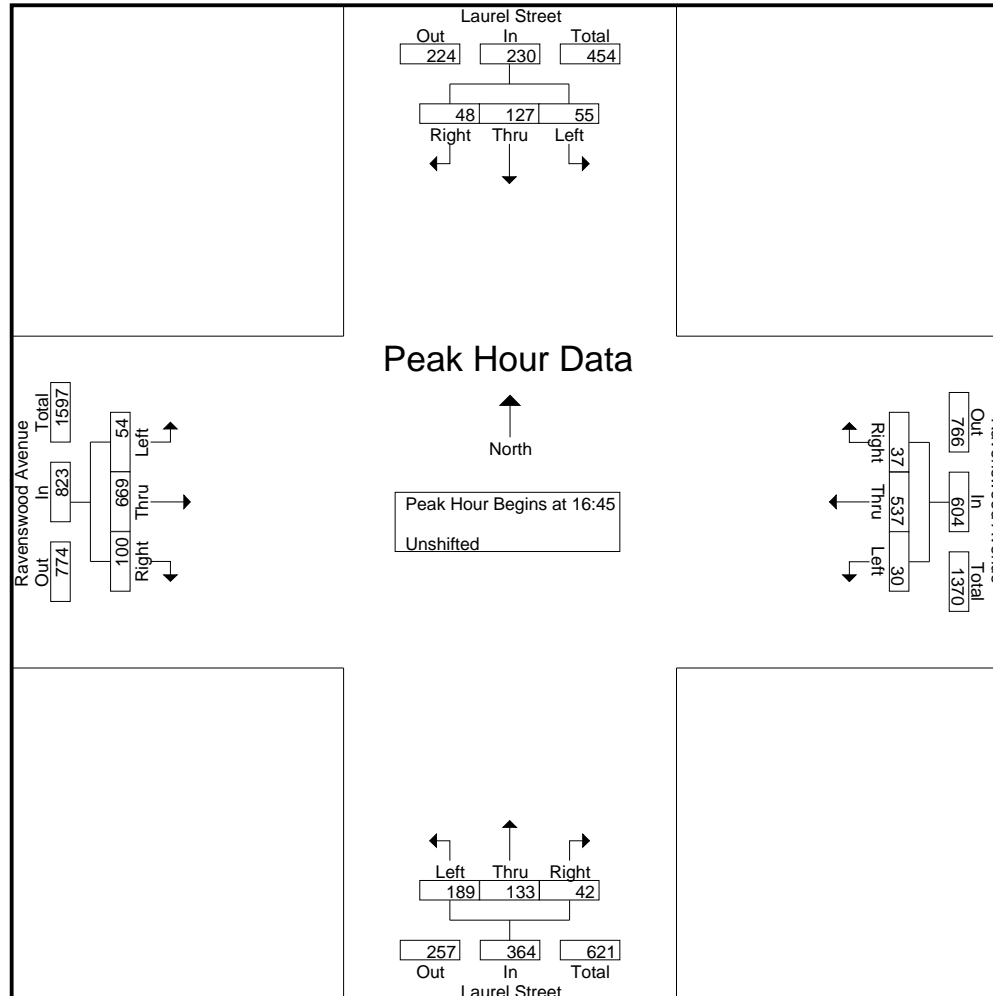 Laurel Street
Out In Total
224 230 454
48 127 55
Right Thru Left
Peak Hour Data
North
Peak Hour Begins at 16:45
Unshifted
Ravenswood Avenue
Total In Out
1597 823 774
54 669 100
Left Thru Right
Right Thru Left
37 537 30
766 604 1370
Out In Total
Left Thru Right
189 133 42
257 364 621
Out In Total
Laurel Street